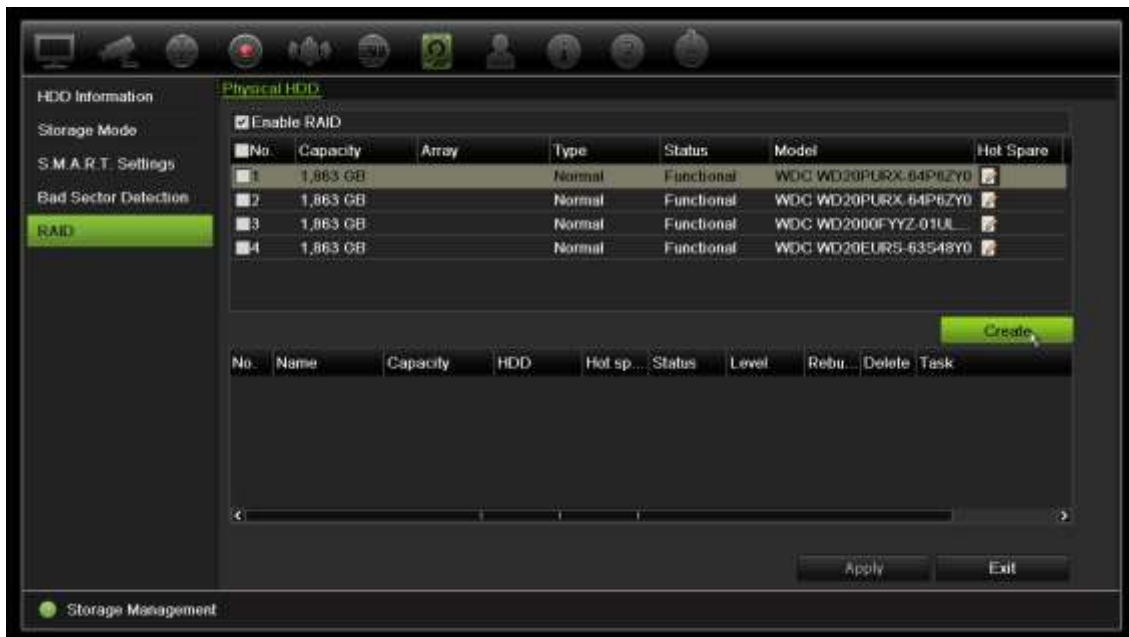 Physical HDD
HDD Information
Storage Mode
S.M.A.R.T. Settings
Bad Sector Detection
RAID
Enable RAID
No. Capacity Array Type Status Model Hot Spare
1 1,863 GB Normal Functional WDC WD20PURX-64P6ZY0
2 1,863 GB Normal Functional WDC WD20PURX-64P6ZY0
3 1,863 GB Normal Functional WDC WD2000FYYZ-01UL...
4 1,863 GB Normal Functional WDC WD20EURS-63S48Y0
Create
No. Name Capacity HDD Hot sp... Status Level Rebu... Delete Task
Apply Exit
Storage Management